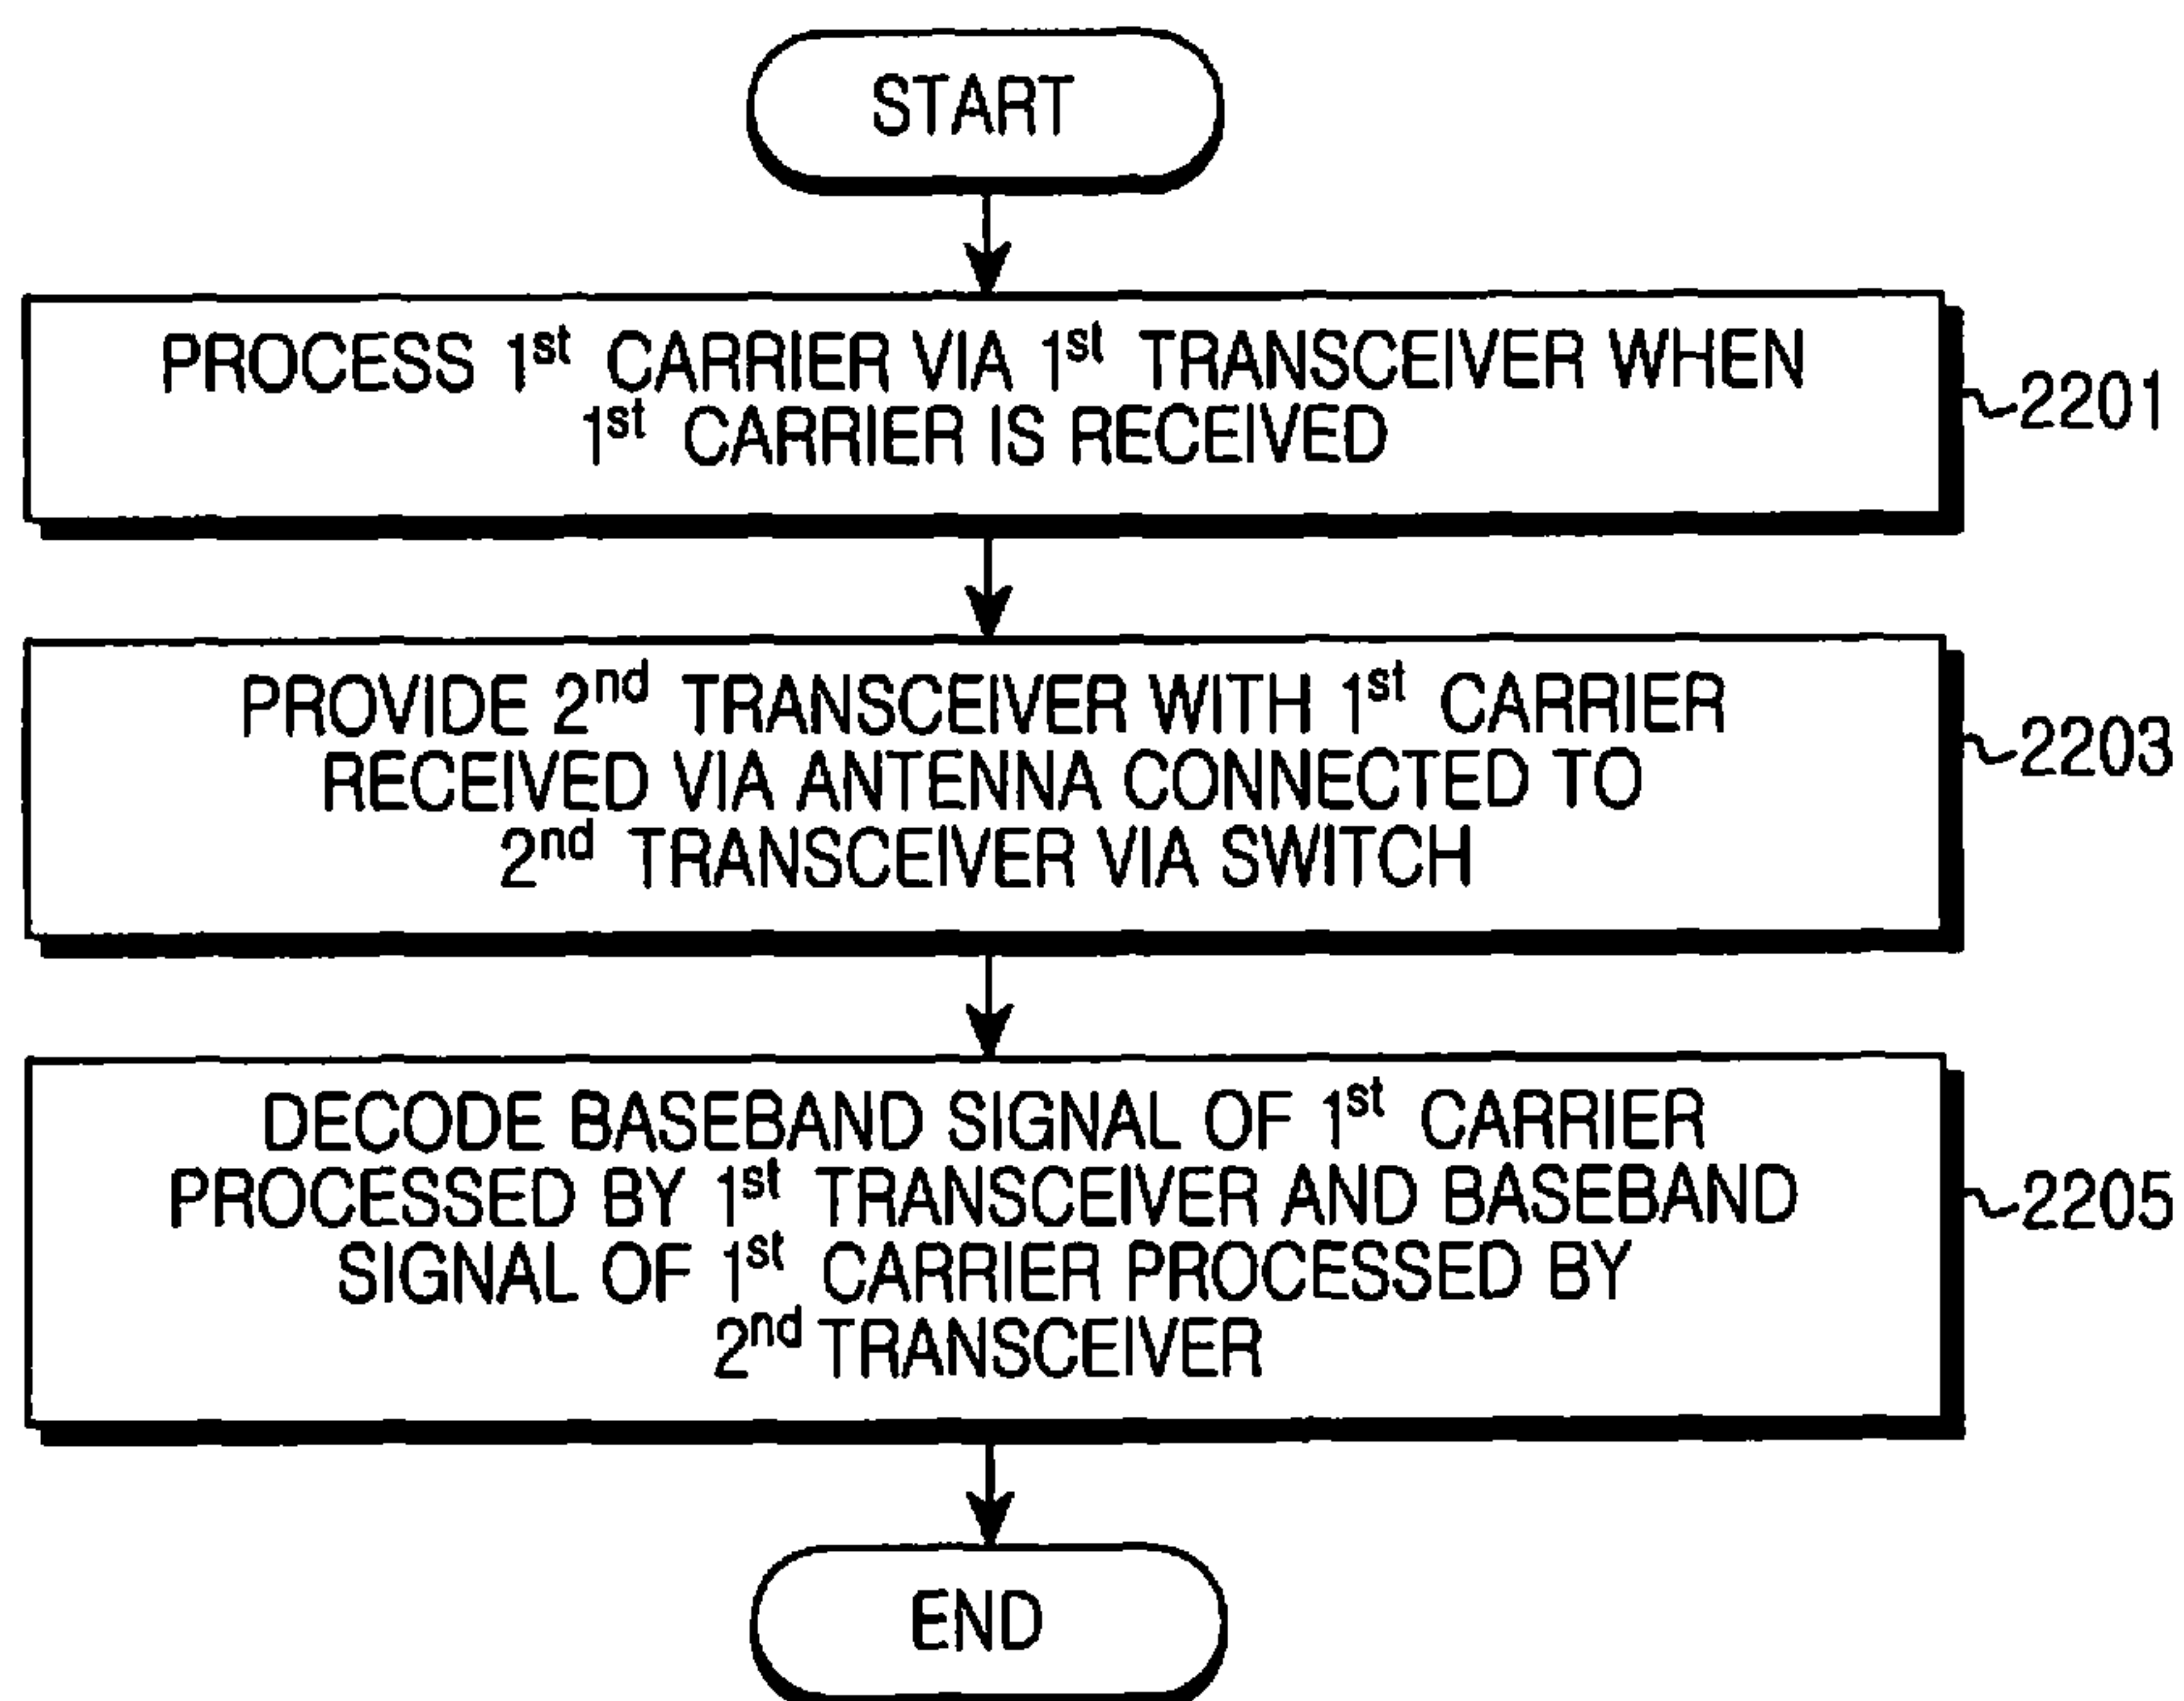 START
PROCESS 1st CARRIER VIA 1st TRANSCEIVER WHEN
1st CARRIER IS RECEIVED
2201
PROVIDE 2nd TRANSCEIVER WITH 1st CARRIER
RECEIVED VIA ANTENNA CONNECTED TO
2nd TRANSCEIVER VIA SWITCH
2203
DECODE BASEBAND SIGNAL OF 1st CARRIER
PROCESSED BY 1st TRANSCEIVER AND BASEBAND
SIGNAL OF 1st CARRIER PROCESSED BY
2nd TRANSCEIVER
2205
END